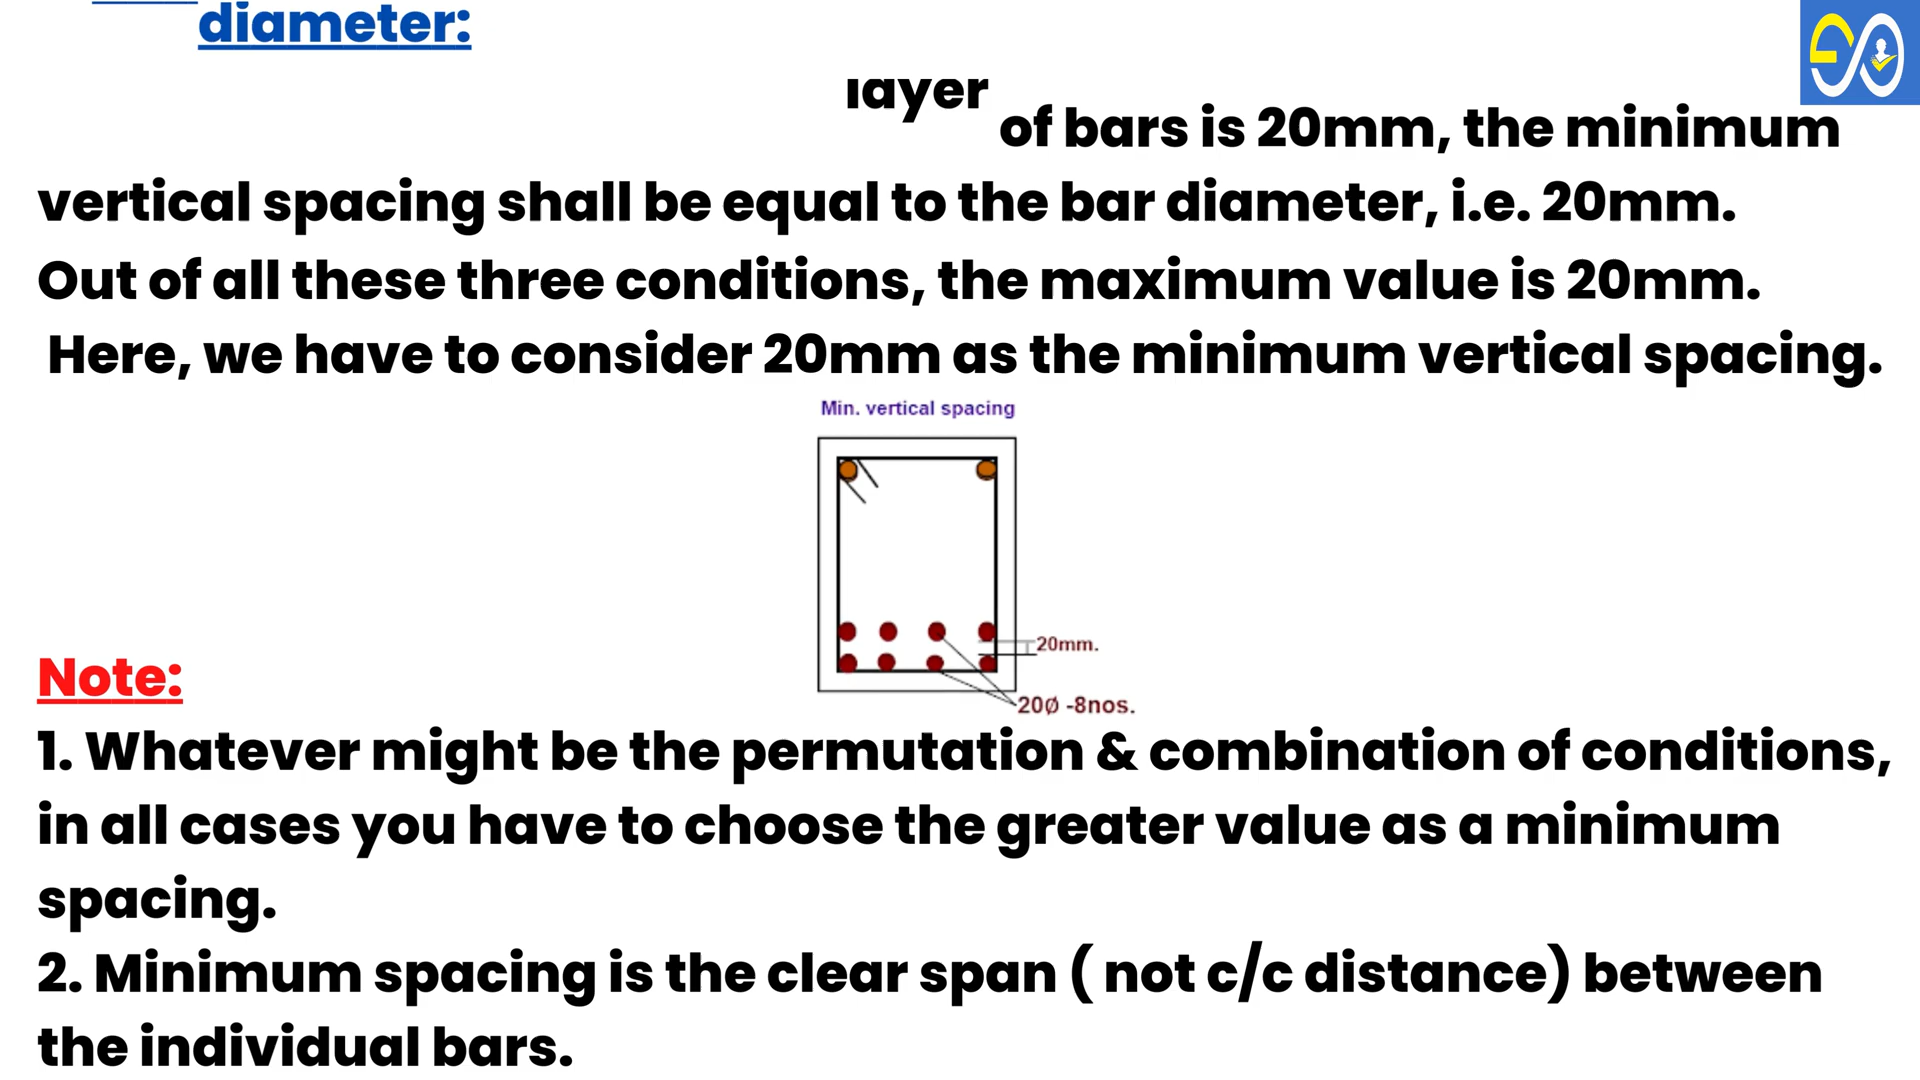 diameter:
layer
of bars is 20mm, the minimum
vertical spacing shall be equal to the bar diameter, i.e. 20mm.
Out of all these three conditions, the maximum value is 20mm.
Here, we have to consider 20mm as the minimum vertical spacing.
Min. vertical spacing
20mm.
20Ø -8nos.
Note:
1. Whatever might be the permutation & combination of conditions,
in all cases you have to choose the greater value as a minimum
spacing.
2. Minimum spacing is the clear span ( not c/c distance) between
the individual bars.